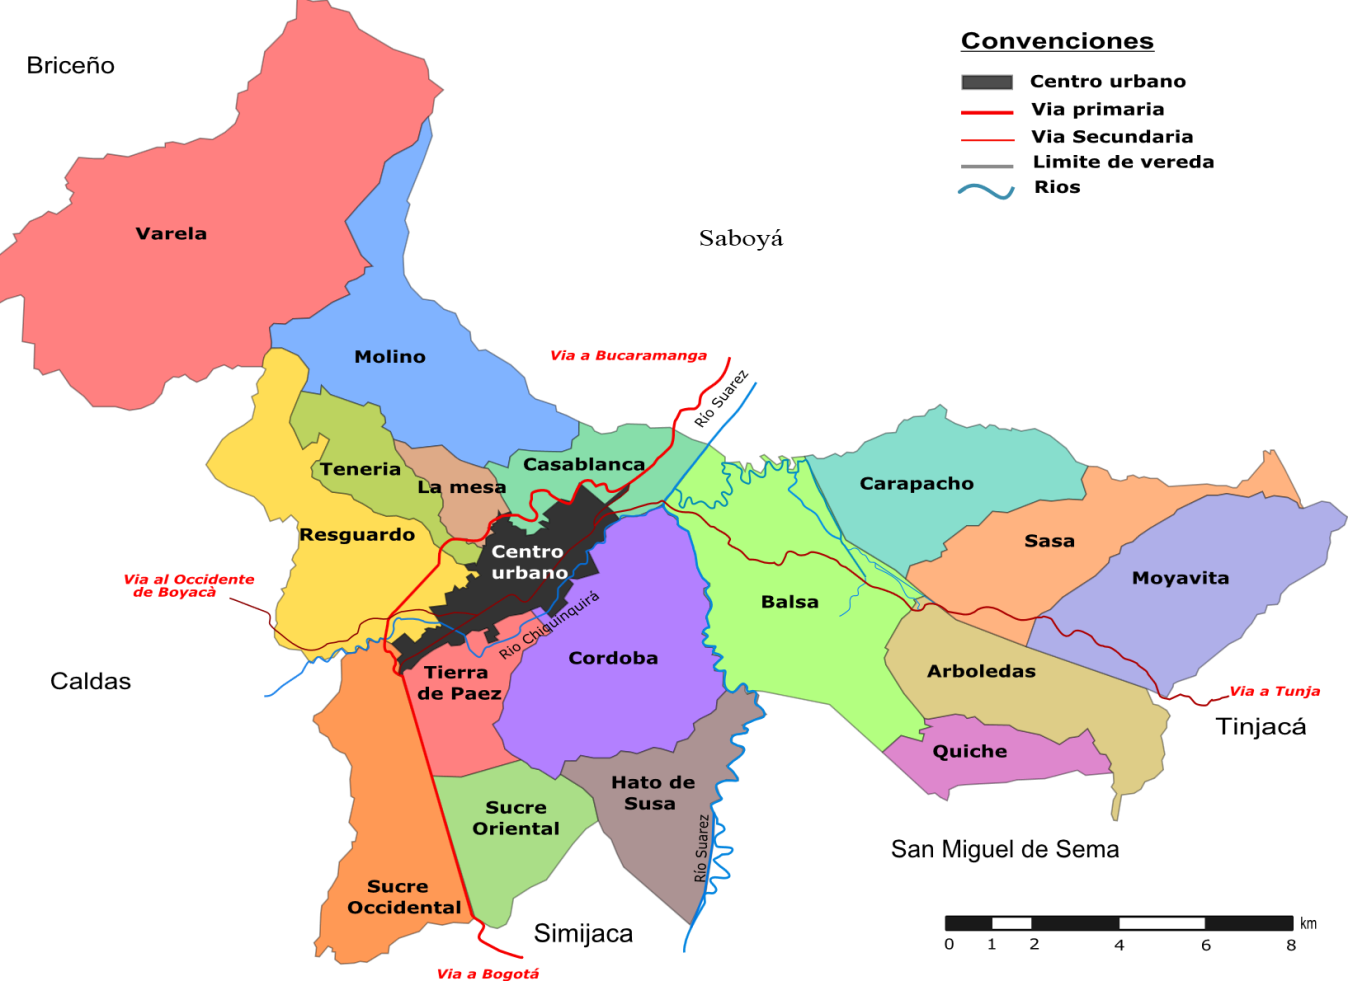 Briceño
Convenciones
Centro urbano
Via primaria
Via Secundaria
Limite de vereda
Rios
Varela
Saboyá
Molino
Via a Bucaramanga
Río Suarez
Casablanca
Teneria
La mesa
Carapacho
Resguardo
Centro
urbano
Sasa
Moyavita
Via al Occidente
de Boyacà
Balsa
Rio Chiquinquirá
Cordoba
Tierra
de Paez
Arboledas
Caldas
Via a Tunja
Tinjacá
Quiche
Hato de
Susa
Sucre
Oriental
Río Suarez
San Miguel de Sema
Sucre
Occidental
Simijaca
Via a Bogotá
km
0 1 2 4 6 8